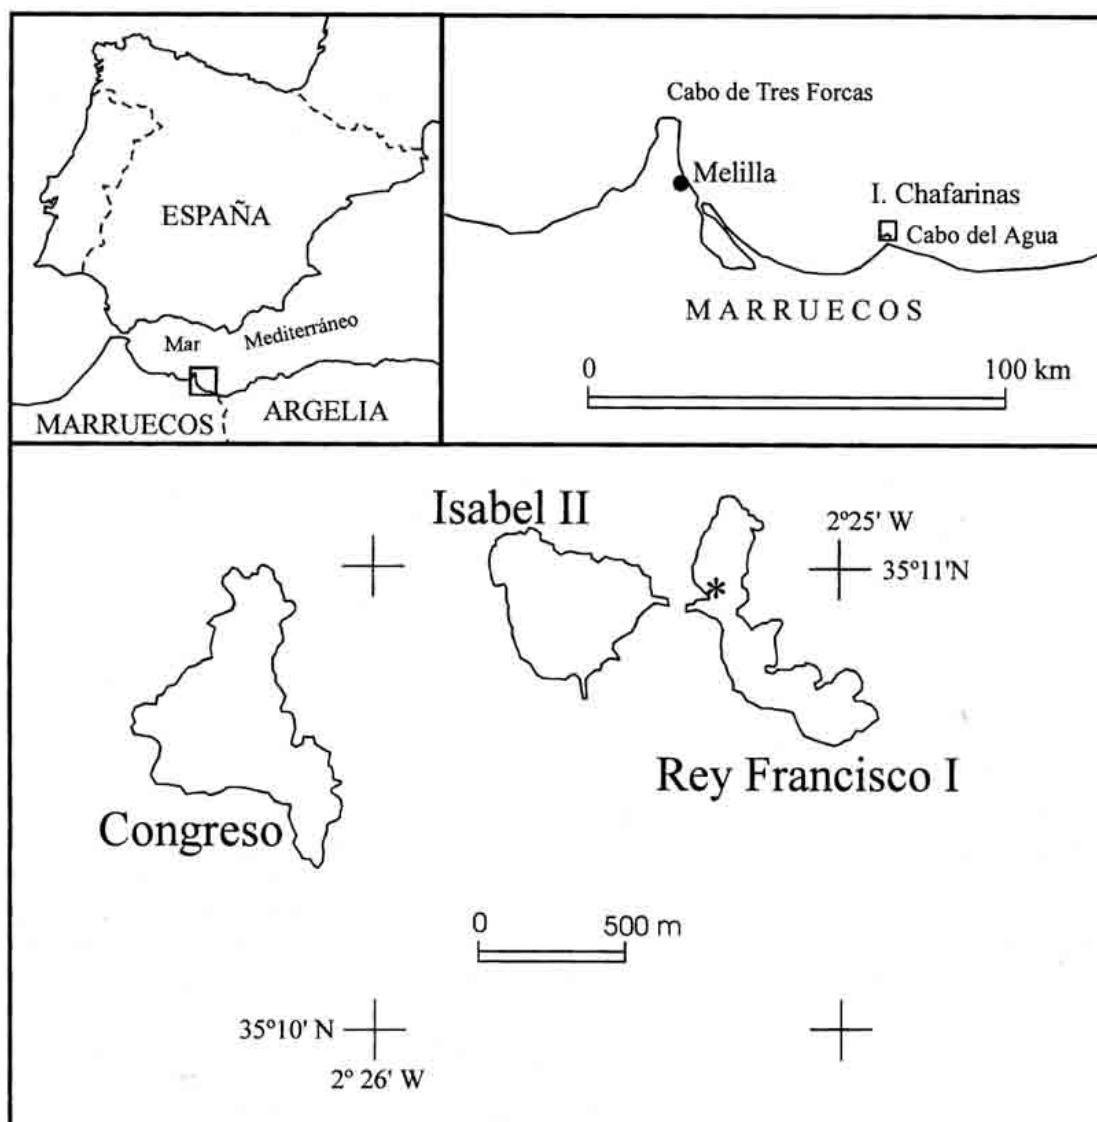 ESPAÑA
Mar Mediterráneo
MARRUECOS
ARGELIA
Cabo de Tres Forcas
Melilla
I. Chafarinas
Cabo del Agua
MARRUECOS
0 100 km
Isabel II
2º25' W
35º11'N
*
Rey Francisco I
Congreso
0 500 m
35º10' N
2º 26' W